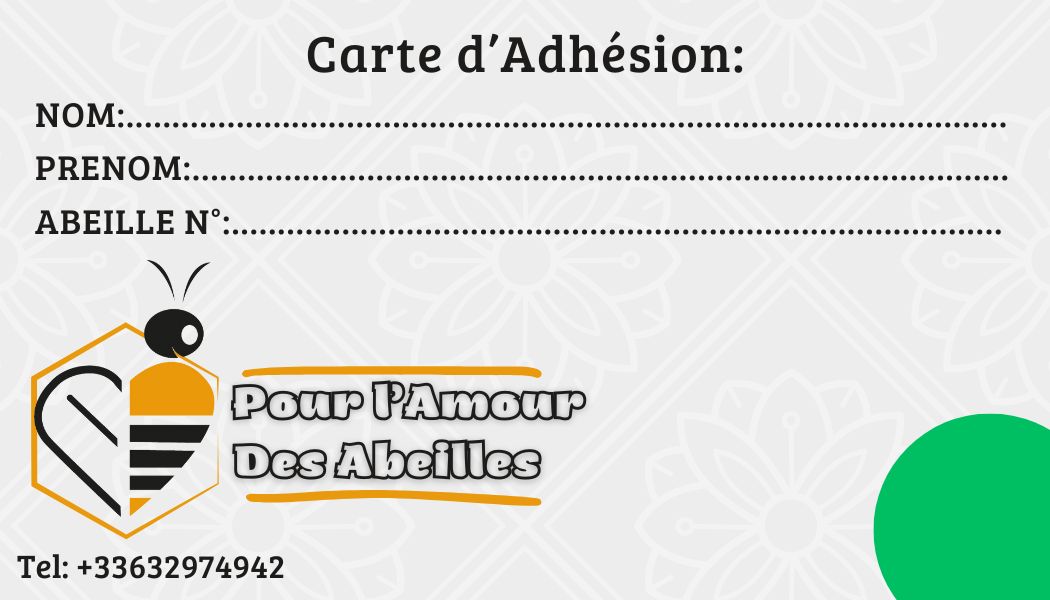 Carte d’Adhésion:
NOM:................................................................................................................
PRENOM:........................................................................................................
ABEILLE N°:..................................................................................................
Pour l'Amour
Des Abeilles
Tel: +33632974942